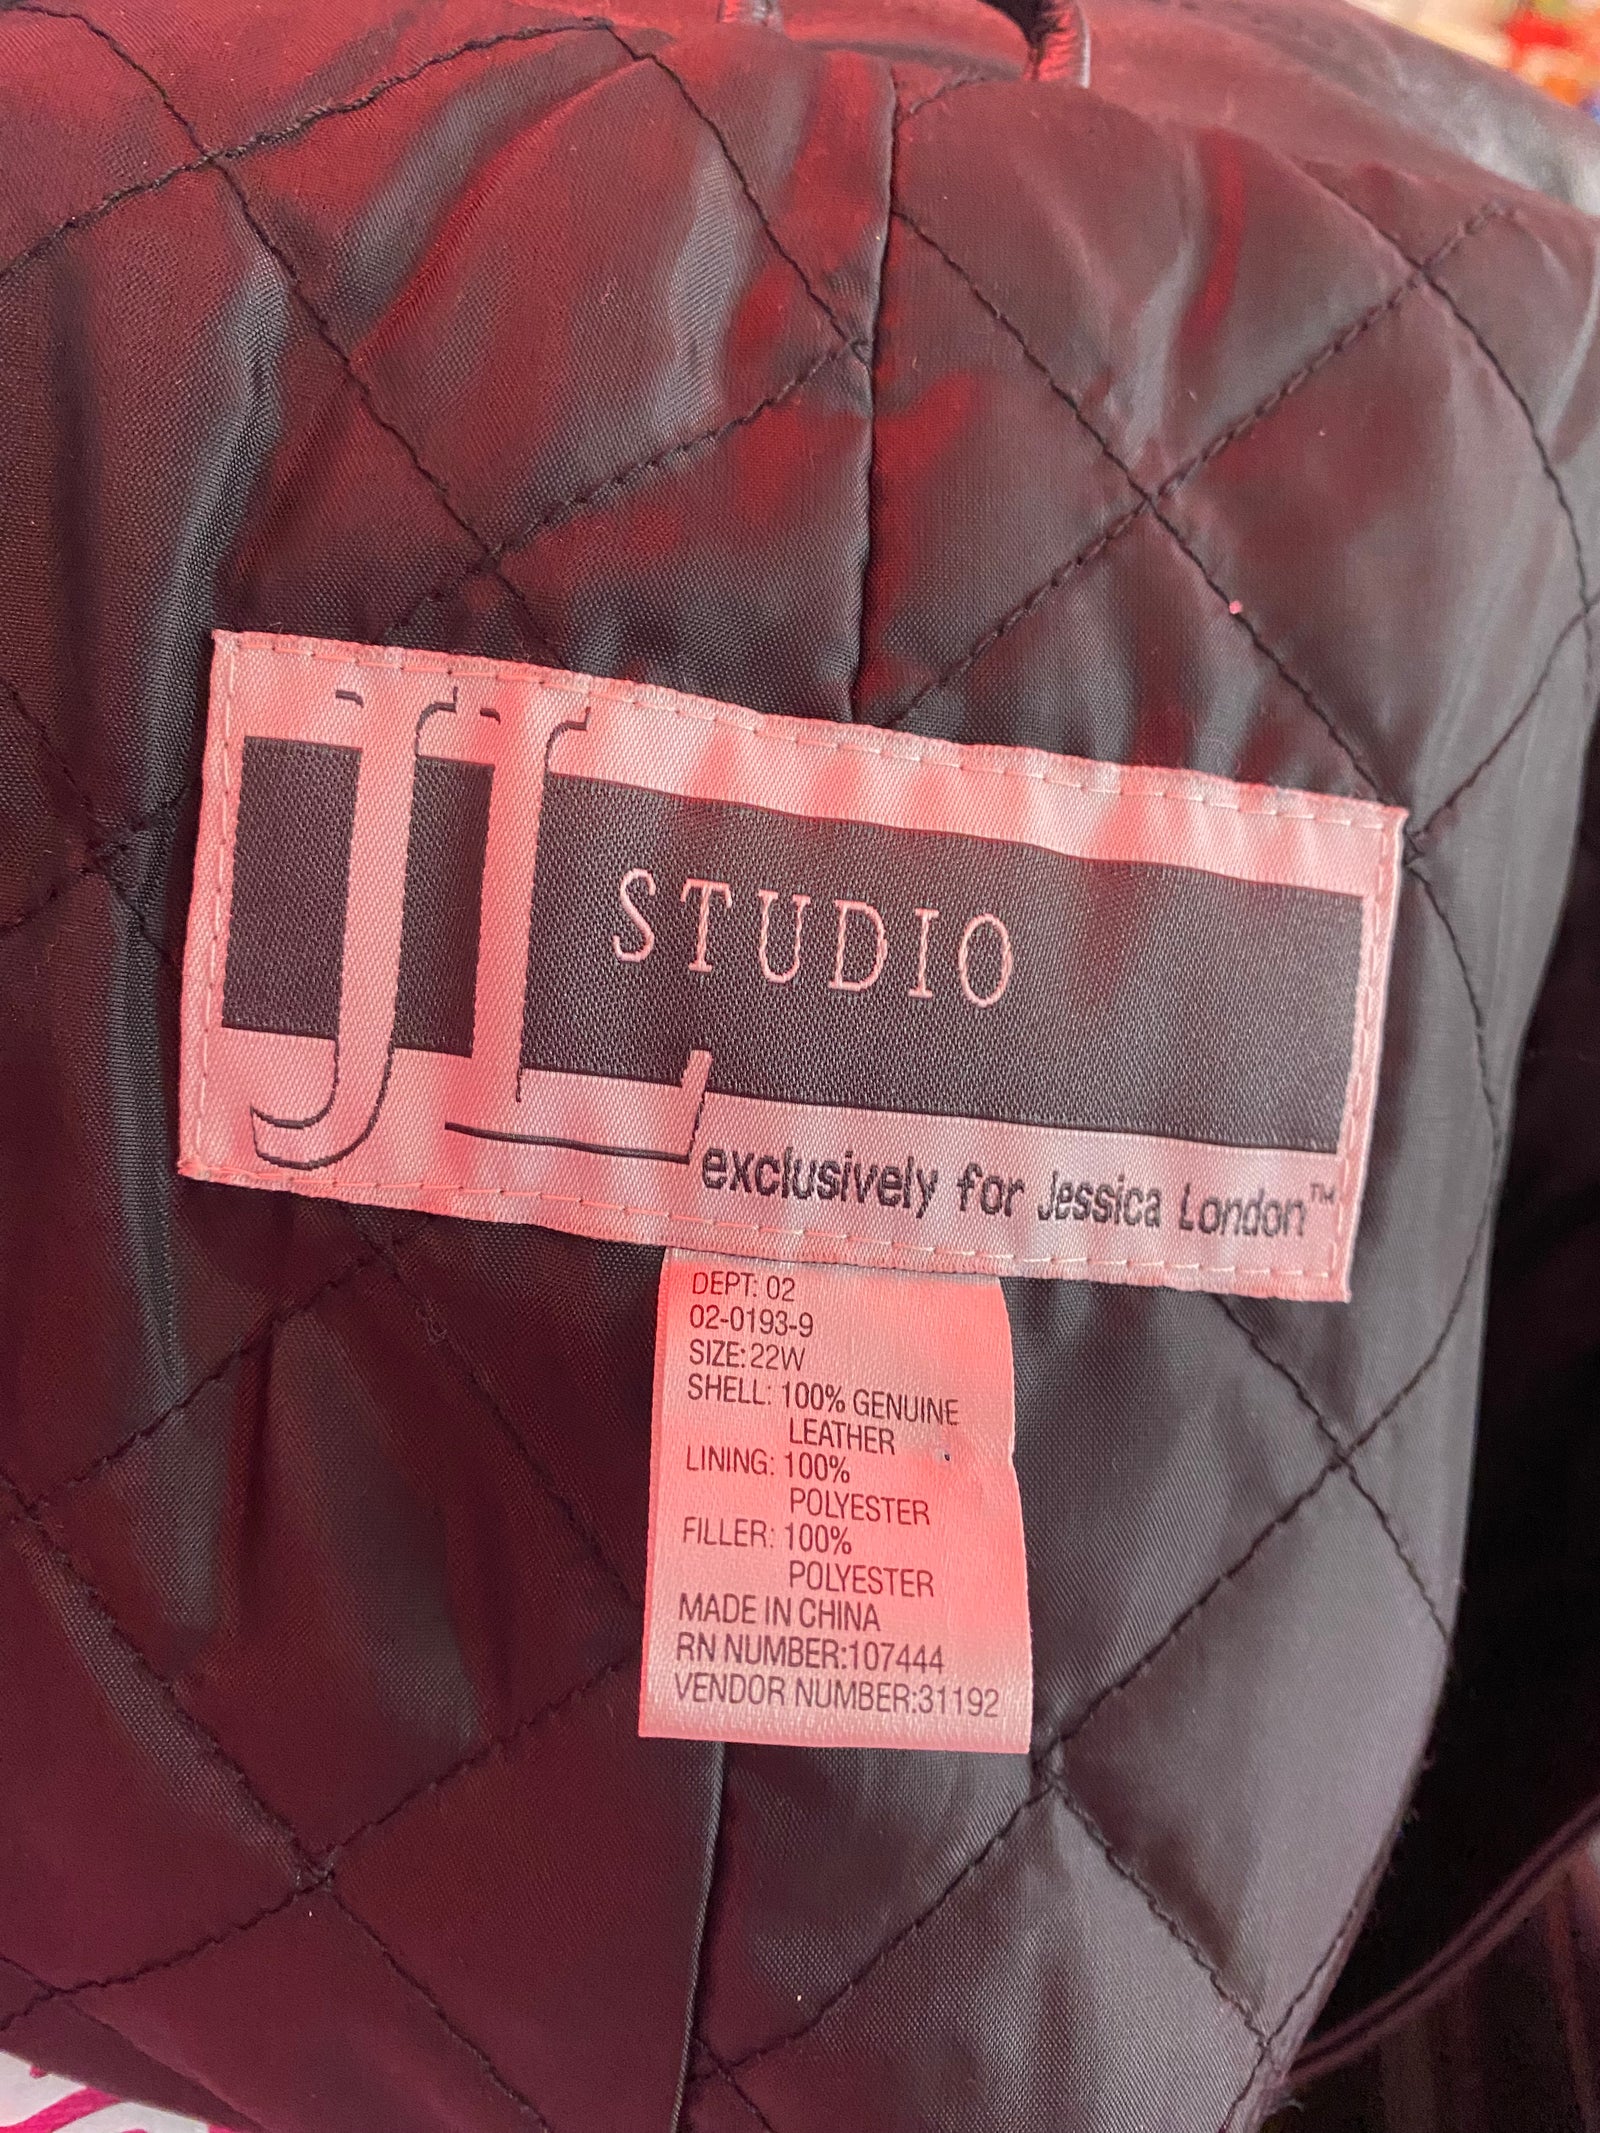 JL STUDIO
exclusively for Jessica London™
DEPT: 02
02-0193-9
SIZE: 22W
SHELL: 100% GENUINE
LEATHER
LINING: 100%
POLYESTER
FILLER: 100%
POLYESTER
MADE IN CHINA
RN NUMBER:107444
VENDOR NUMBER:31192